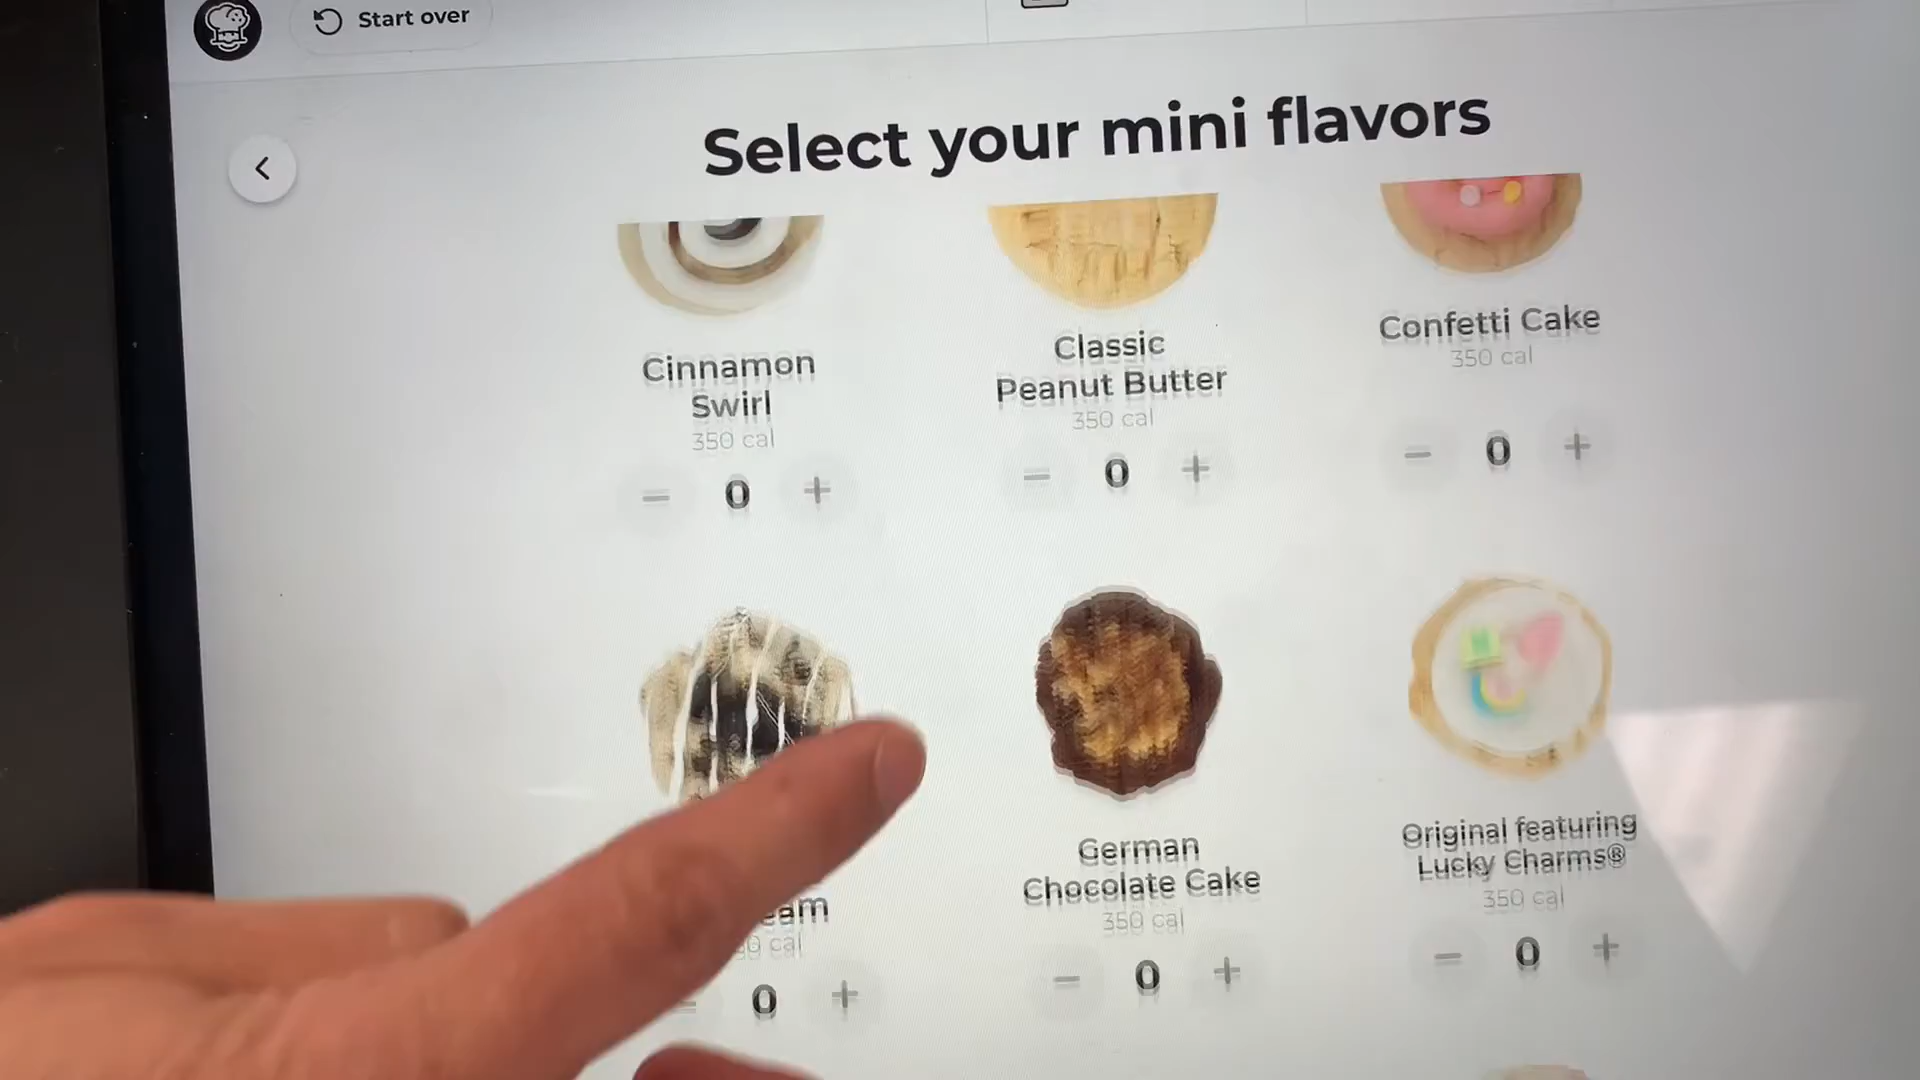 Start over
Select your mini flavors
Cinnamon
Swirl
350 cal
0
Classic
Peanut Butter
350 cal
0
Confetti Cake
350 cal
0
cal
0
German
Chocolate Cake
350 cal
0
Original featuring
Lucky Charms®
350 cal
0